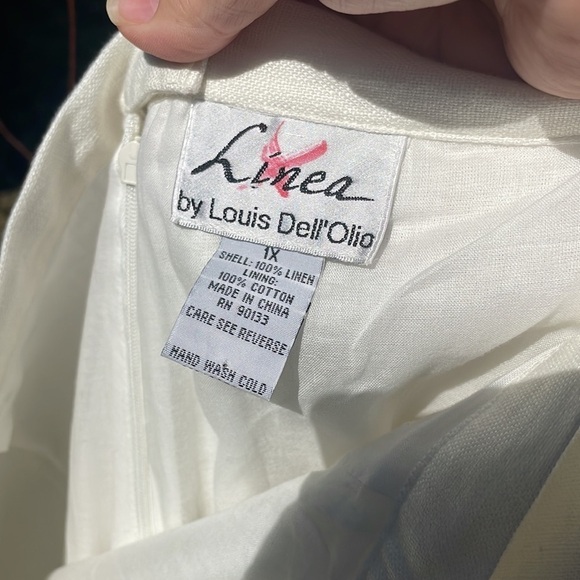 Linea
by Louis Dell'Olio
1X
SHELL: 100% LINEN
LINING:
100% COTTON
MADE IN CHINA
RN 90133
CARE SEE REVERSE
HAND WASH COLD